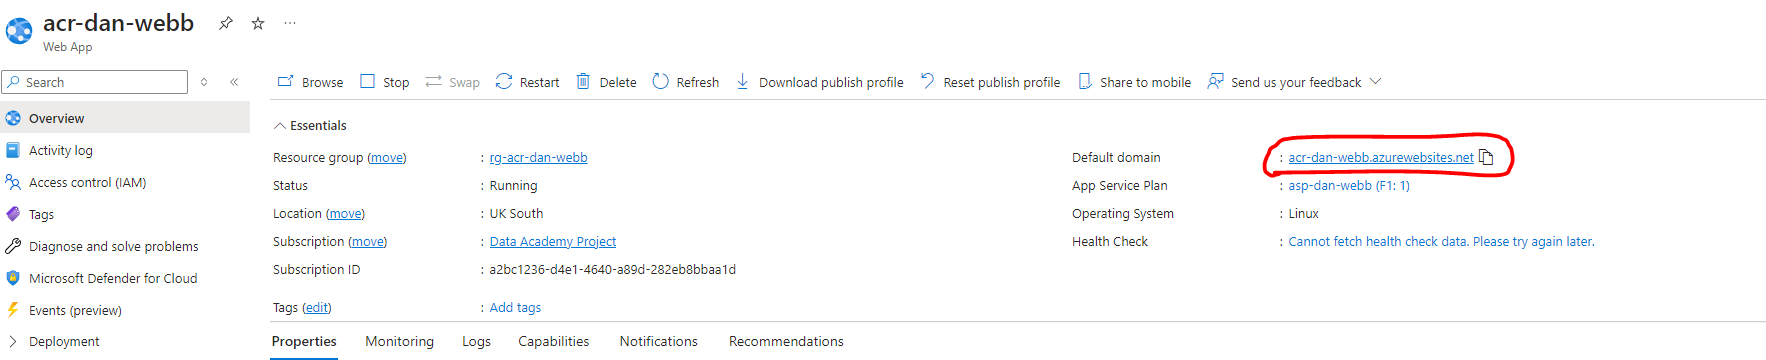 acr-dan-webb
Web App
Search
Browse Stop Swap Restart Delete Refresh Download publish profile Reset publish profile Share to mobile Send us your feedback
Overview
Activity log
Access control (IAM)
Tags
Diagnose and solve problems
Microsoft Defender for Cloud
Events (preview)
Deployment
Essentials
Resource group (move) : rg-acr-dan-webb
Status : Running
Location (move) : UK South
Subscription (move) : Data Academy Project
Subscription ID : a2bc1236-d4e1-4640-a89d-282eb8bbaa1d
Tags (edit) : Add tags
Default domain : acr-dan-webb.azurewebsites.net
App Service Plan : asp-dan-webb (F1: 1)
Operating System : Linux
Health Check : Cannot fetch health check data. Please try again later.
Properties Monitoring Logs Capabilities Notifications Recommendations